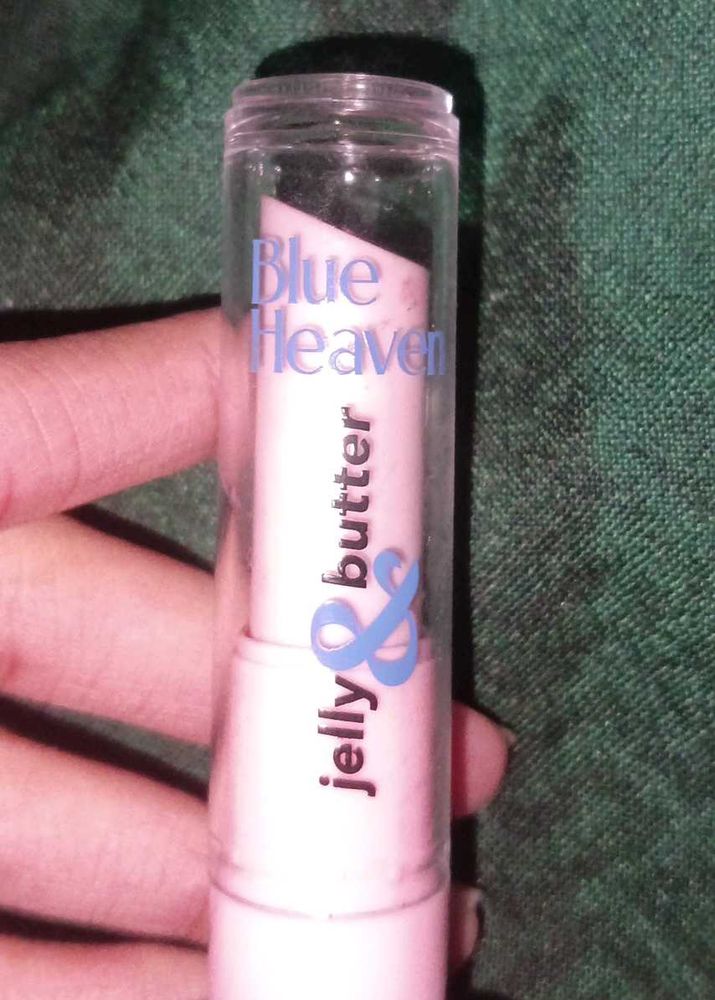 Blue
Heaven
jelly & butter